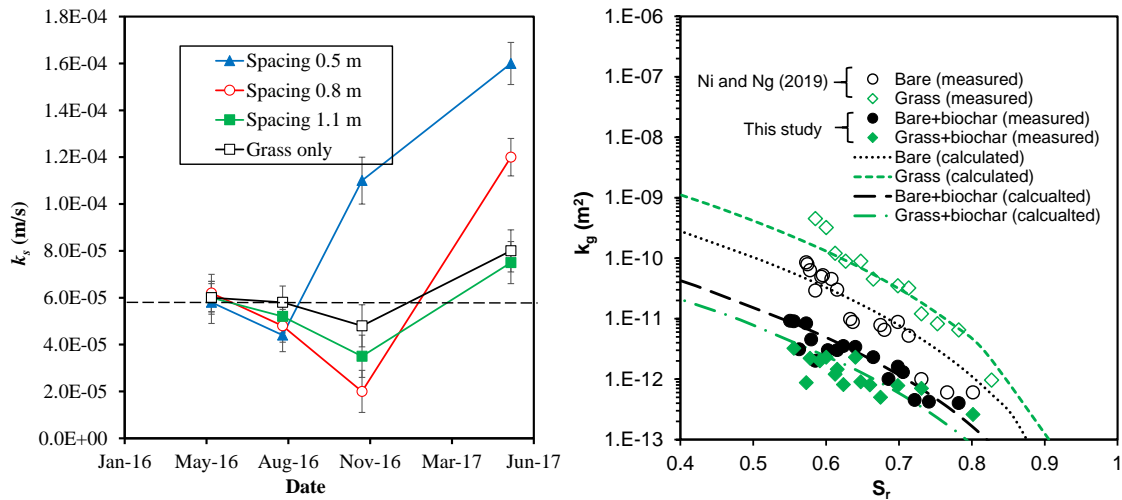 1.8E-04
1.6E-04
1.4E-04
1.2E-04
1.0E-04
8.0E-05
6.0E-05
4.0E-05
2.0E-05
0.0E+00
ks (m/s)
Spacing 0.5 m
Spacing 0.8 m
Spacing 1.1 m
Grass only
Jan-16 May-16 Aug-16 Nov-16 Mar-17 Jun-17
Date
1.E-06
1.E-07
1.E-08
1.E-09
1.E-10
1.E-11
1.E-12
1.E-13
kg (m²)
Ni and Ng (2019)
Bare (measured)
Grass (measured)
This study
Bare+biochar (measured)
Grass+biochar (measured)
Bare (calculated)
Grass (calculated)
Bare+biochar (calcualted)
Grass+biochar (calcualted)
0.4 0.5 0.6 0.7 0.8 0.9 1
Sr